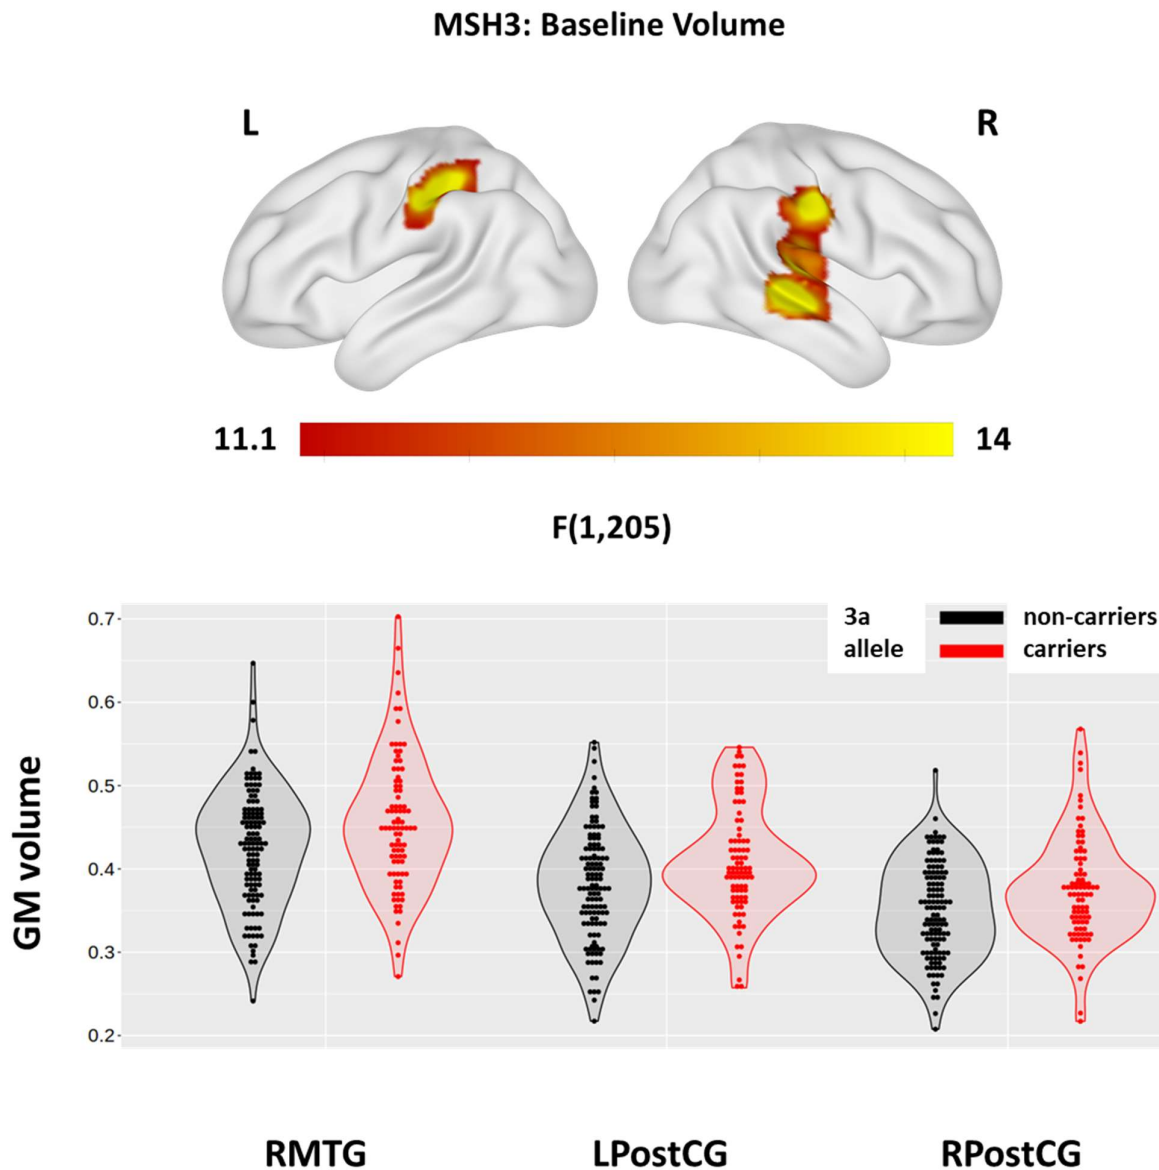 MSH3: Baseline Volume
L
R
11.1
14
F(1,205)
0.7
0.6
0.5
0.4
0.3
0.2
GM volume
3a
allele
non-carriers
carriers
RMTG
LPostCG
RPostCG